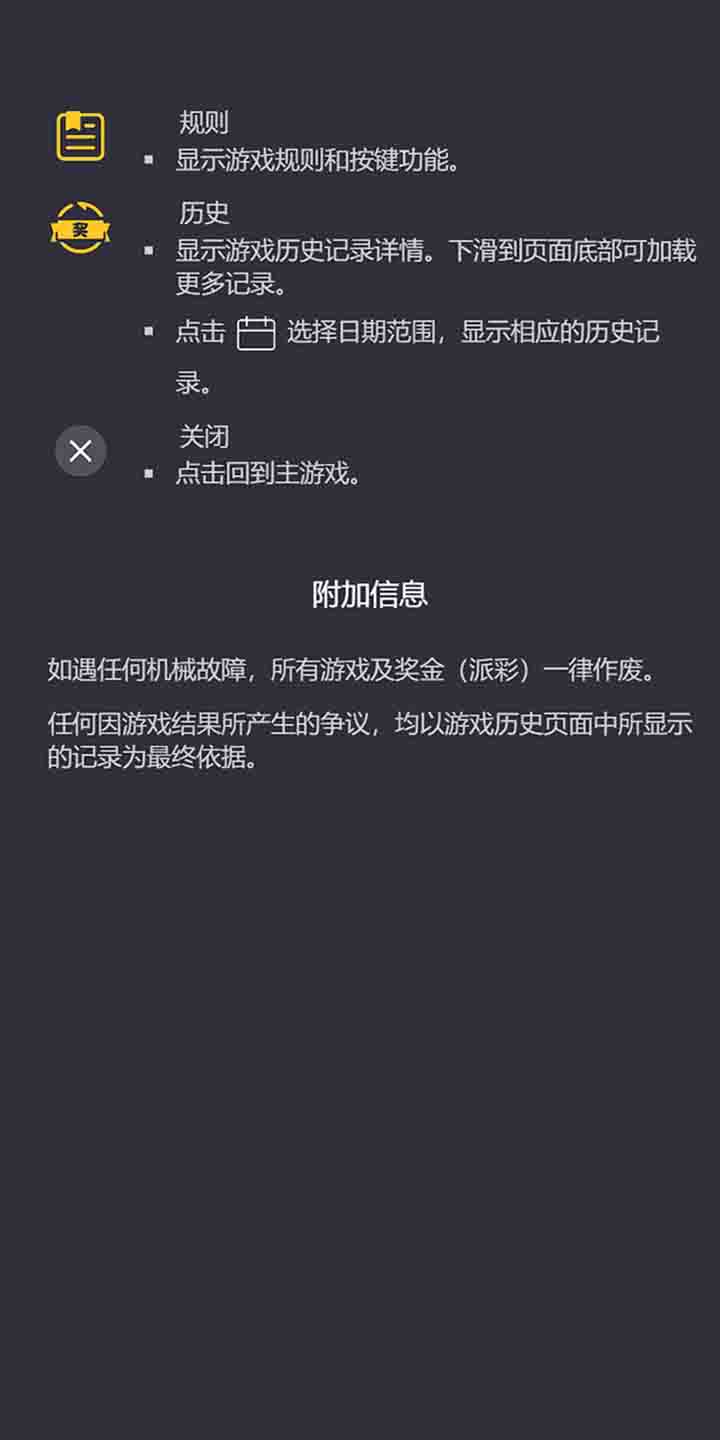 规则
▪ 显示游戏规则和按键功能。
奖
历史
▪ 显示游戏历史记录详情。下滑到页面底部可加载
更多记录。
▪ 点击 选择日期范围，显示相应的历史记
录。
关闭
▪ 点击回到主游戏。
附加信息
如遇任何机械故障，所有游戏及奖金（派彩）一律作废。
任何因游戏结果所产生的争议，均以游戏历史页面中所显示
的记录为最终依据。